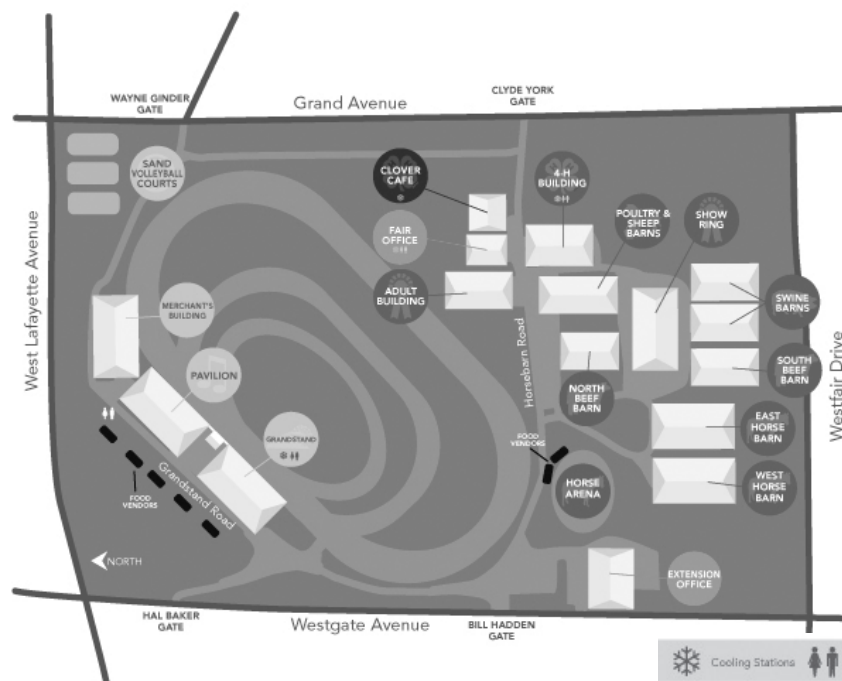 WAYNE GINDER
GATE
Grand Avenue
CLYDE YORK
GATE
SAND
VOLLEYBALL
COURTS
CLOVER
CAFE
4-H
BUILDING
POULTRY &
SHEEP
BARNS
SHOW
RING
FAIR
OFFICE
ADULT
BUILDING
SWINE
BARNS
West Lafayette Avenue
MERCHANT'S
BUILDING
Horsebarn Road
SOUTH
BEEF
BARN
Westfair Drive
PAVILION
NORTH
BEEF
BARN
GRANDSTAND
EAST
HORSE
BARN
FOOD
VENDORS
HORSE
ARENA
WEST
HORSE
BARN
Grandstand Road
FOOD
VENDORS
NORTH
EXTENSION
OFFICE
HAL BAKER
GATE
Westgate Avenue
BILL HADDEN
GATE
Cooling Stations